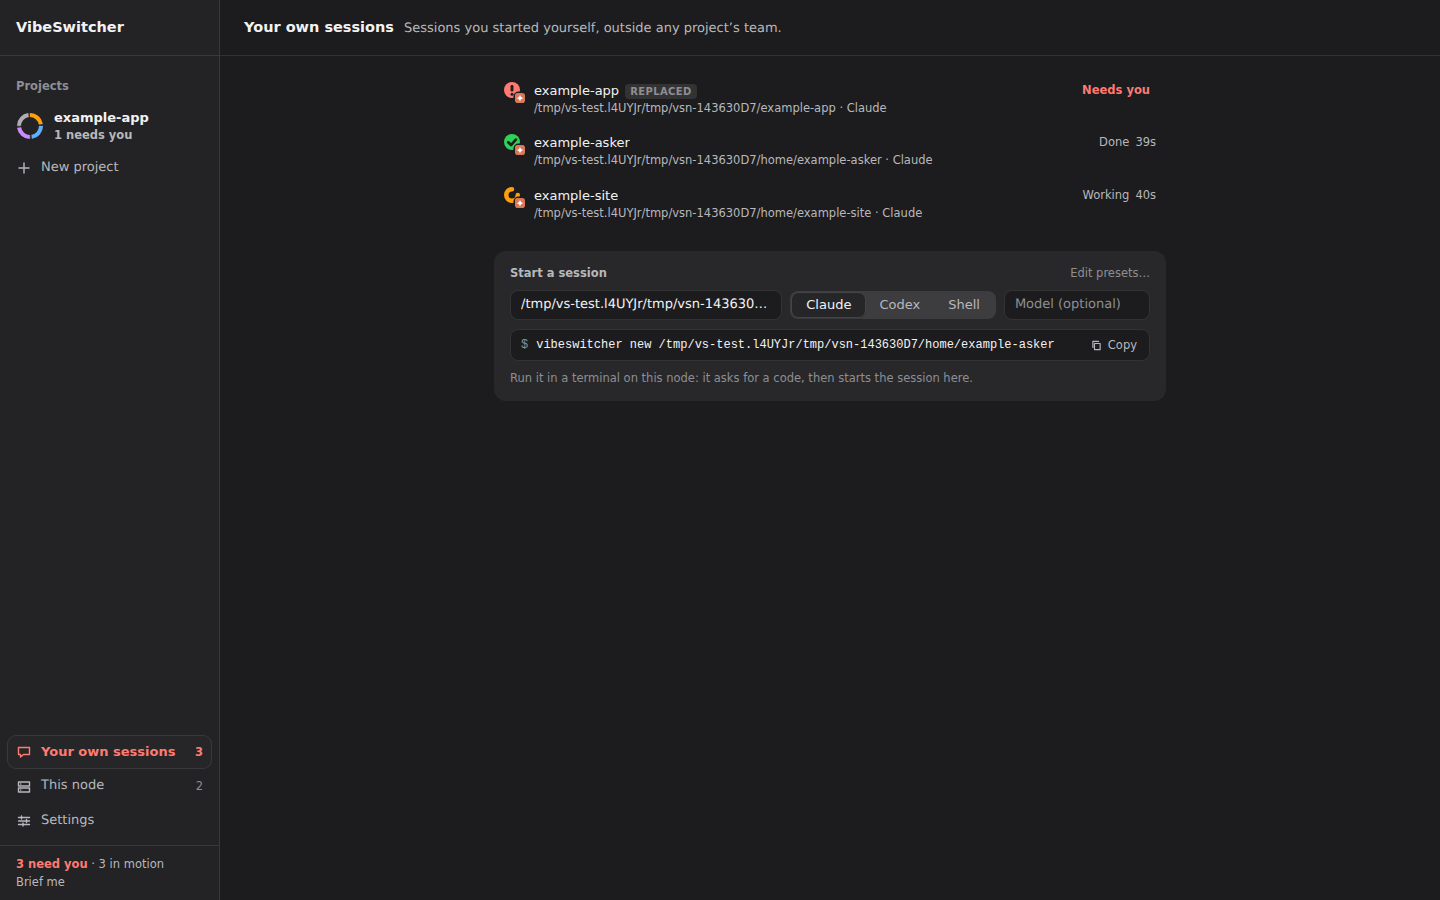 VibeSwitcher
Your own sessions Sessions you started yourself, outside any project’s team.
Projects
example-app
1 needs you
New project
example-app REPLACED Needs you
/tmp/vs-test.l4UYJr/tmp/vsn-143630D7/example-app · Claude
example-asker Done 39s
/tmp/vs-test.l4UYJr/tmp/vsn-143630D7/home/example-asker · Claude
example-site Working 40s
/tmp/vs-test.l4UYJr/tmp/vsn-143630D7/home/example-site · Claude
Start a session Edit presets…
/tmp/vs-test.l4UYJr/tmp/vsn-143630… Claude Codex Shell Model (optional)
$ vibeswitcher new /tmp/vs-test.l4UYJr/tmp/vsn-143630D7/home/example-asker Copy
Run it in a terminal on this node: it asks for a code, then starts the session here.
Your own sessions 3
This node 2
Settings
3 need you · 3 in motion
Brief me